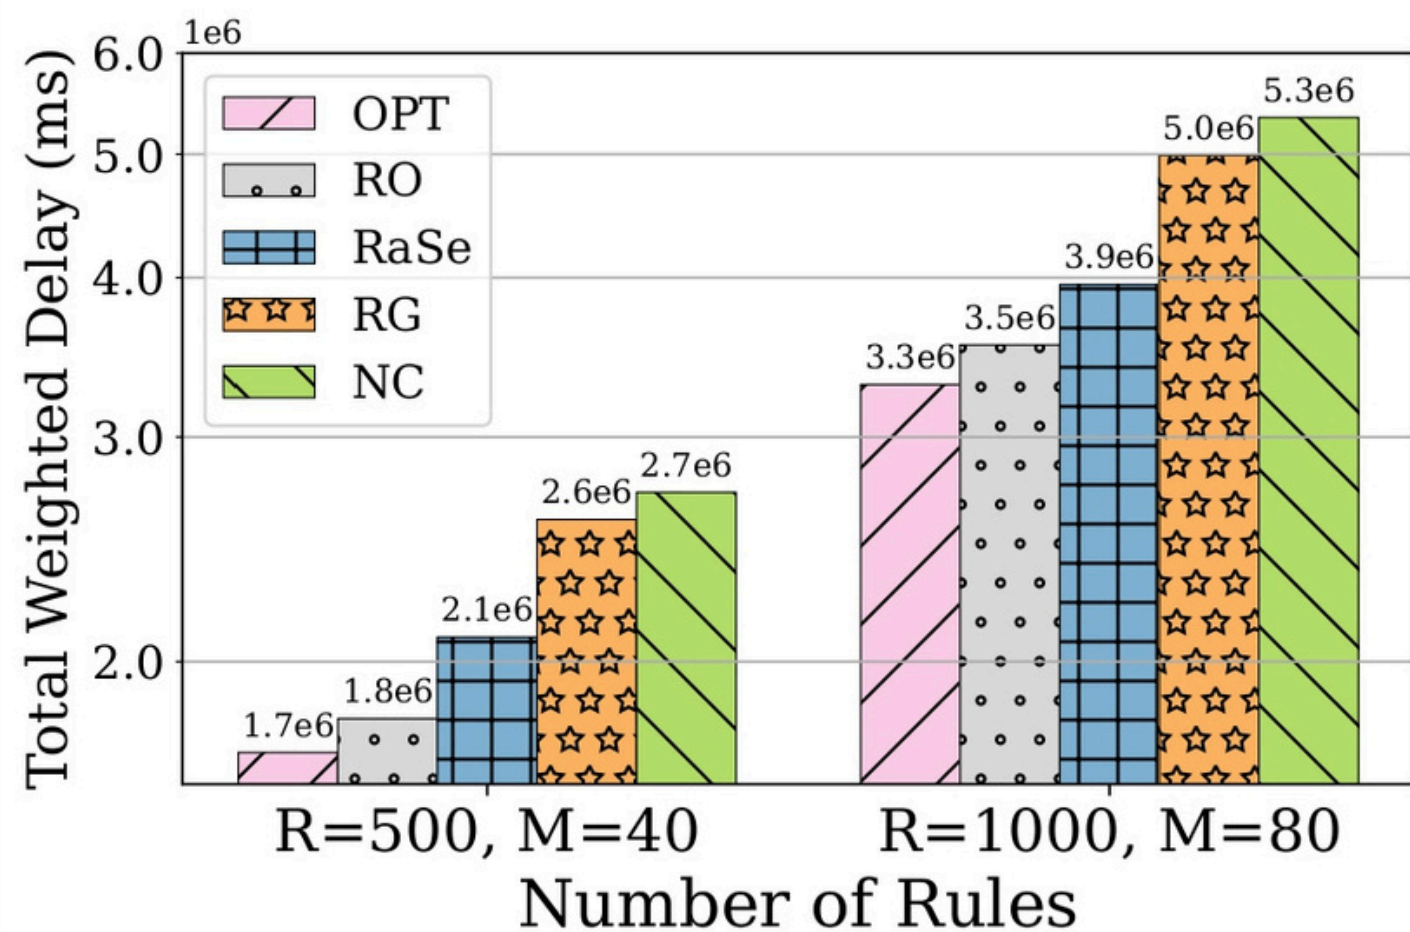 1e6
Total Weighted Delay (ms)
6.0
5.0
4.0
3.0
2.0
OPT
RO
RaSe
RG
NC
1.7e6
1.8e6
2.1e6
2.6e6
2.7e6
3.3e6
3.5e6
3.9e6
5.0e6
5.3e6
R=500, M=40
R=1000, M=80
Number of Rules